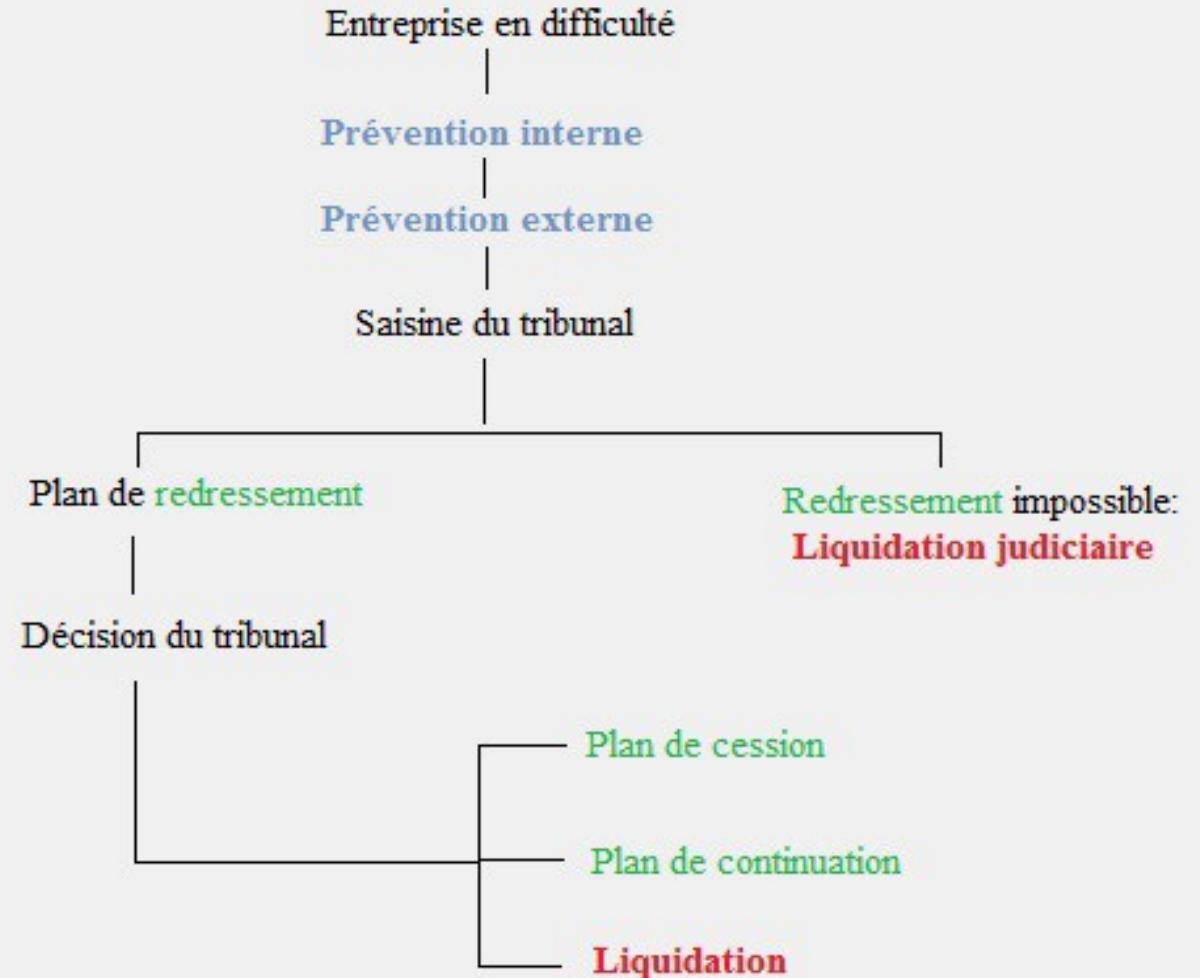 Entreprise en difficulté
Prévention interne
Prévention externe
Saisine du tribunal
Plan de redressement
Redressement impossible:
Liquidation judiciaire
Décision du tribunal
Plan de cession
Plan de continuation
Liquidation